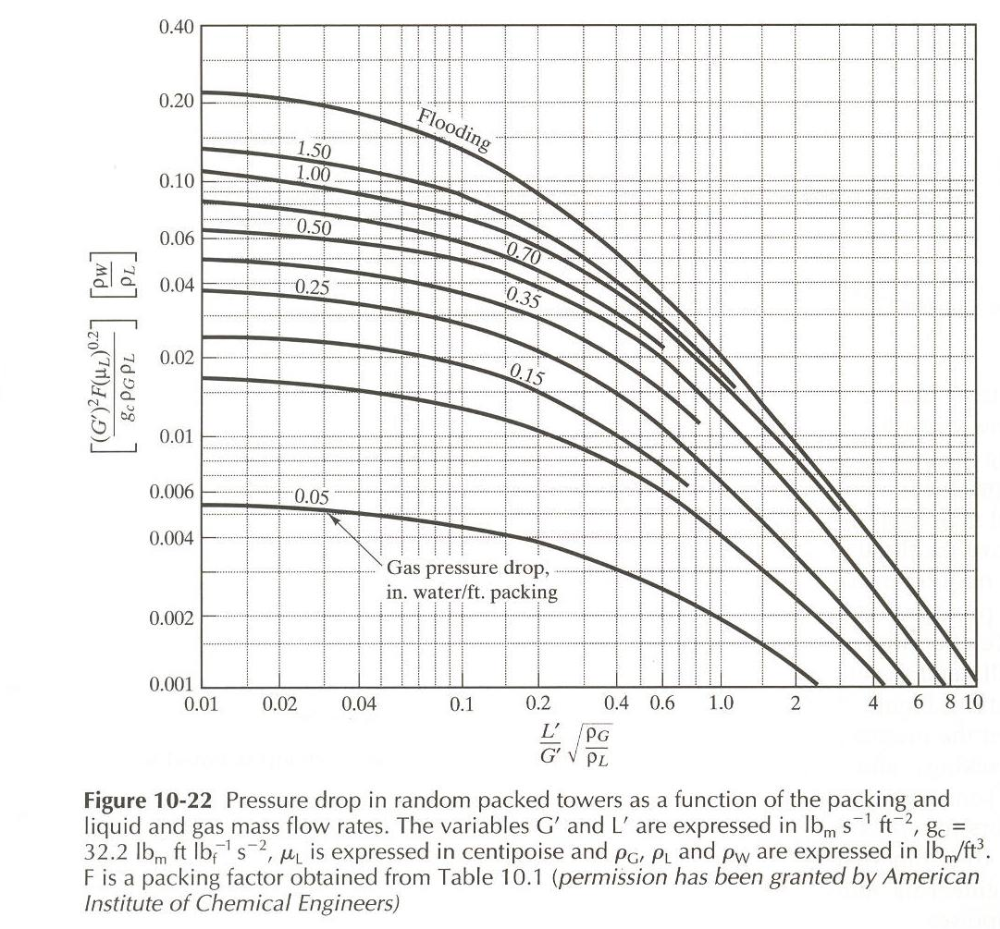 0.40
0.20
0.10
0.06
0.04
0.02
0.01
0.006
0.004
0.002
0.001
[(G′)²F(μL)^0.2 / gc ρG ρL] [ρW / ρL]
Flooding
1.50
1.00
0.50
0.70
0.25
0.35
0.15
0.05
Gas pressure drop,
in. water/ft. packing
0.01 0.02 0.04 0.1 0.2 0.4 0.6 1.0 2 4 6 8 10
L′/G′ √(ρG/ρL)
Figure 10-22 Pressure drop in random packed towers as a function of the packing and
liquid and gas mass flow rates. The variables G′ and L′ are expressed in lbm s⁻¹ ft⁻², gc =
32.2 lbm ft lbf⁻¹ s⁻², μL is expressed in centipoise and ρG, ρL and ρW are expressed in lbm/ft³.
F is a packing factor obtained from Table 10.1 (permission has been granted by American
Institute of Chemical Engineers)